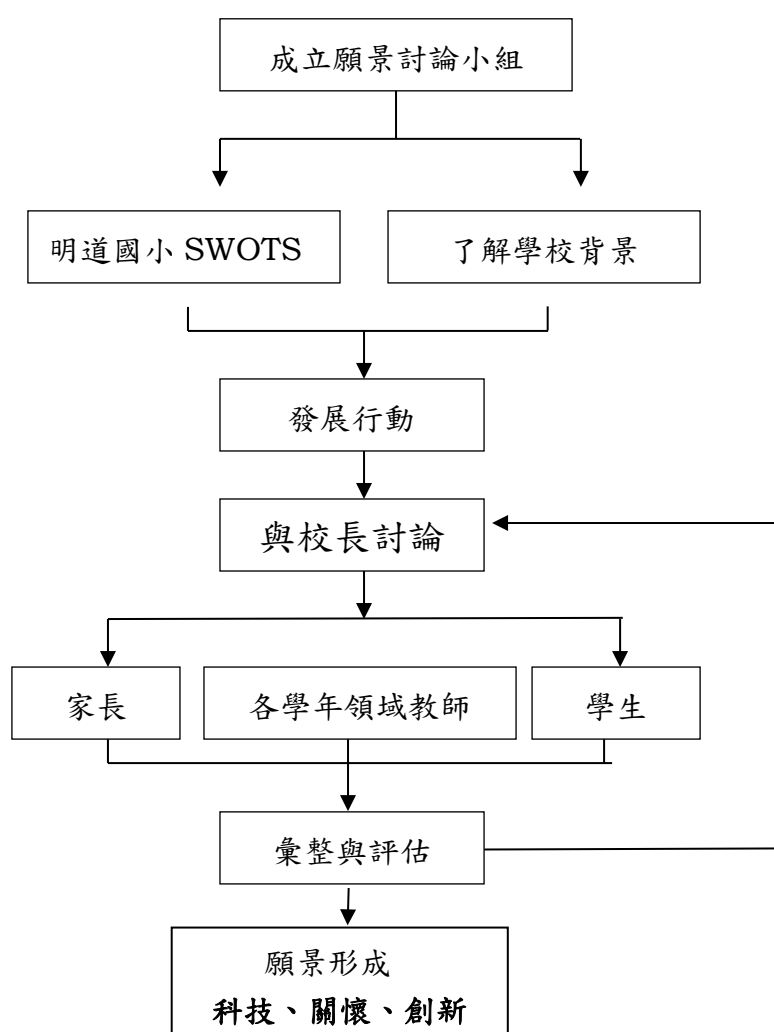 成立願景討論小組
明道國小 SWOTS
了解學校背景
發展行動
與校長討論
家長
各學年領域教師
學生
彙整與評估
願景形成
科技、關懷、創新